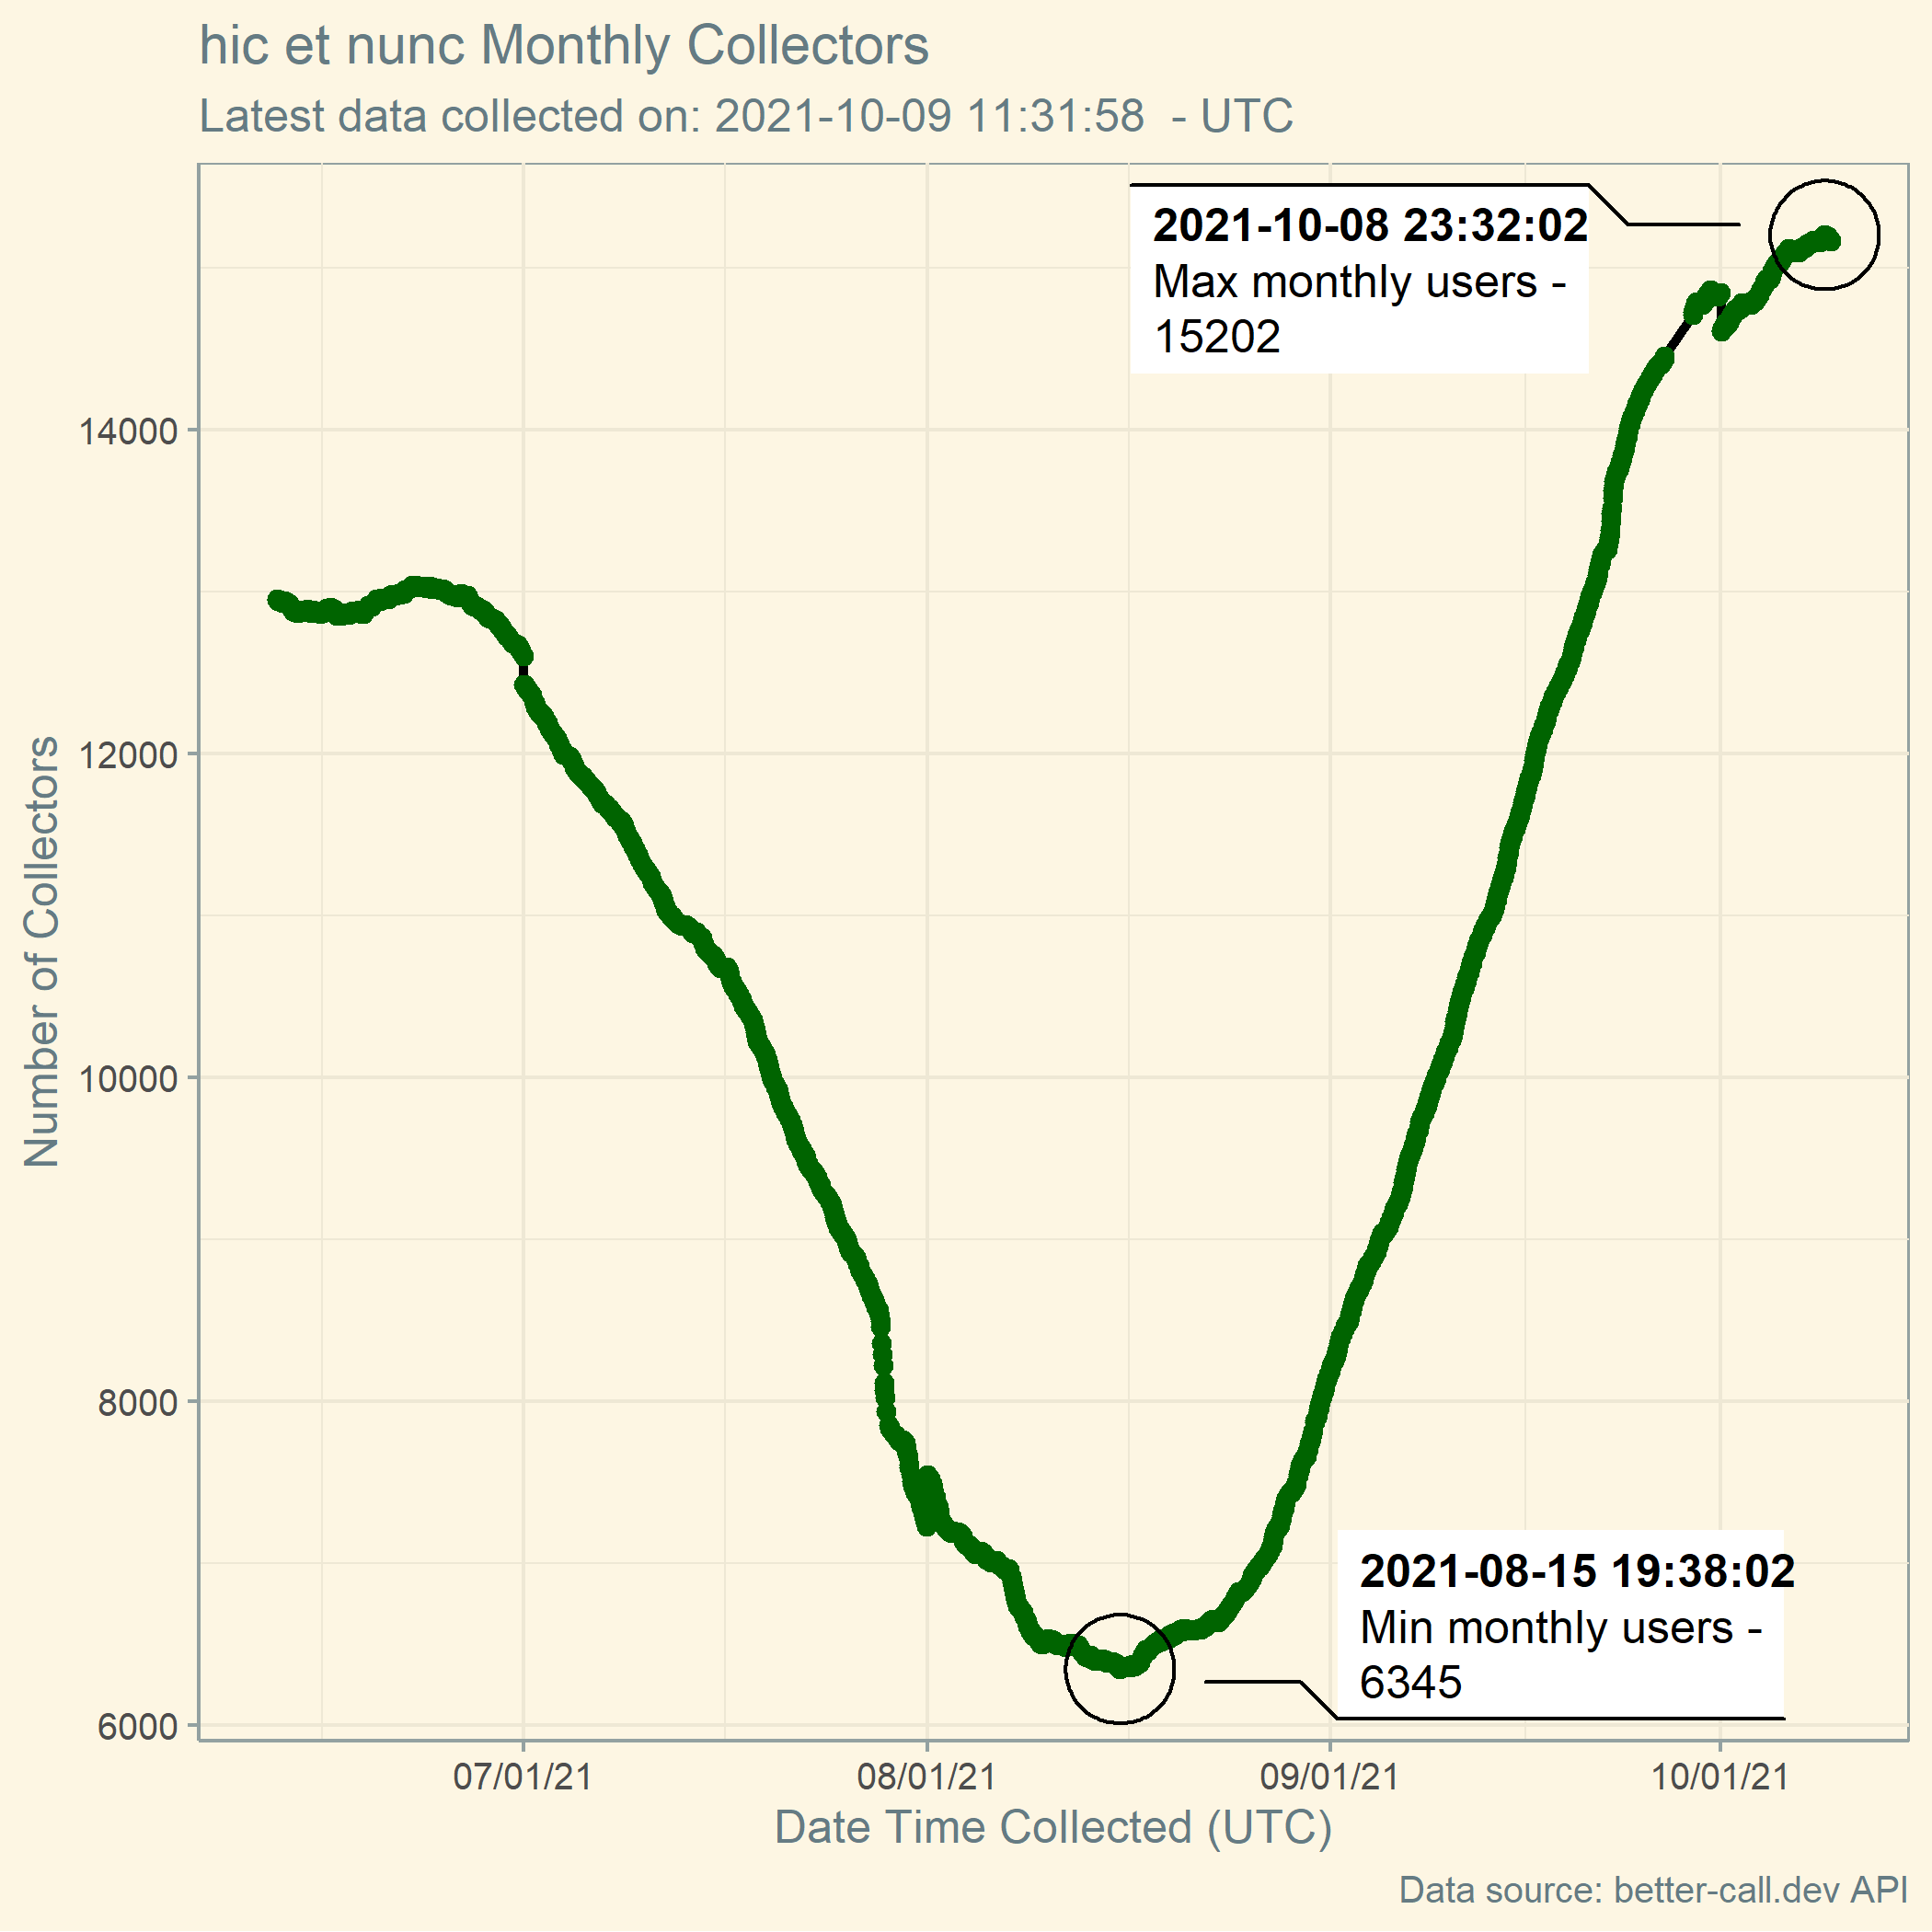 hic et nunc Monthly Collectors
Latest data collected on: 2021-10-09 11:31:58  - UTC
2021-10-08 23:32:02
Max monthly users -
15202
14000
12000
10000
8000
6000
Number of Collectors
2021-08-15 19:38:02
Min monthly users -
6345
07/01/21
08/01/21
09/01/21
10/01/21
Date Time Collected (UTC)
Data source: better-call.dev API